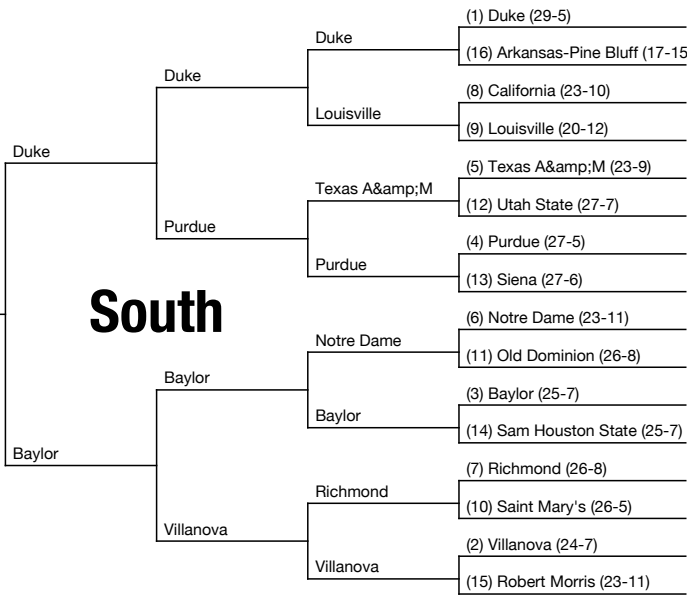 (1) Duke (29-5)
Duke
(16) Arkansas-Pine Bluff (17-15
Duke
(8) California (23-10)
Louisville
(9) Louisville (20-12)
Duke
(5) Texas A&amp;M (23-9)
Texas A&amp;M
(12) Utah State (27-7)
Purdue
(4) Purdue (27-5)
Purdue
(13) Siena (27-6)
South
(6) Notre Dame (23-11)
Notre Dame
(11) Old Dominion (26-8)
Baylor
(3) Baylor (25-7)
Baylor
(14) Sam Houston State (25-7)
Baylor
(7) Richmond (26-8)
Richmond
(10) Saint Mary's (26-5)
Villanova
(2) Villanova (24-7)
Villanova
(15) Robert Morris (23-11)